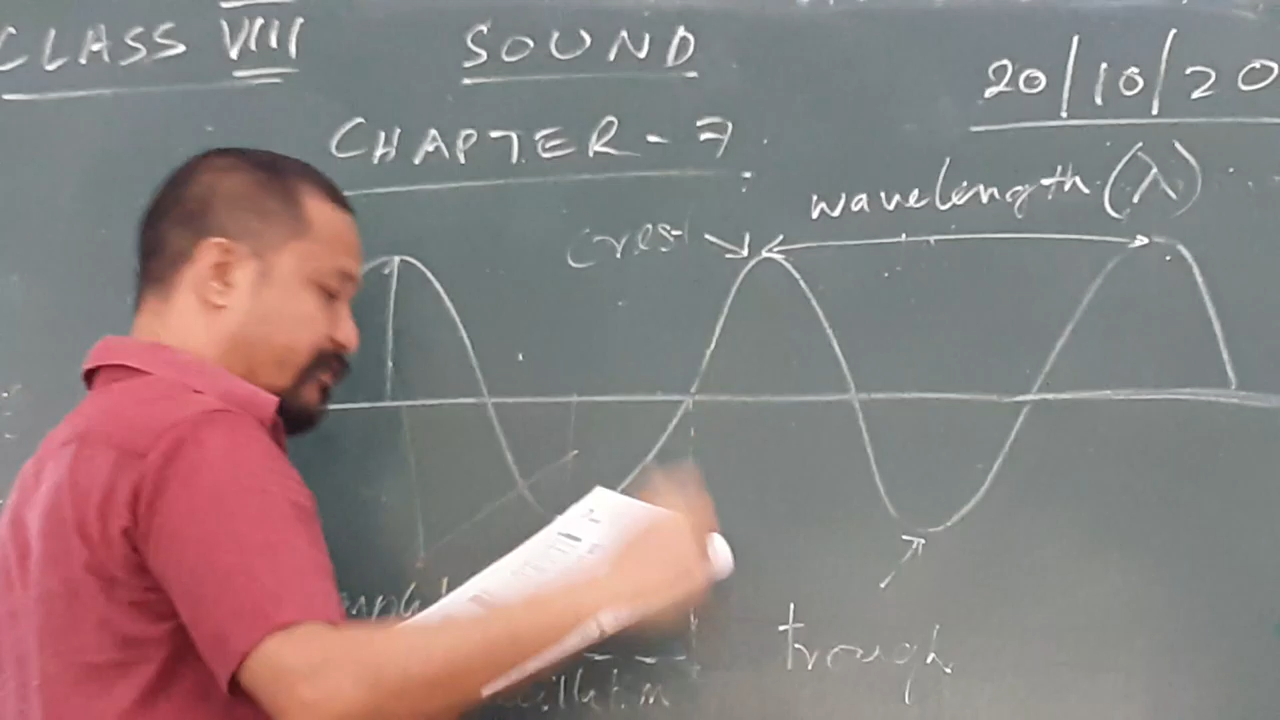 CLASS VIII
SOUND
20/10/20
CHAPTER - 7
wavelength (λ)
Crest
trough